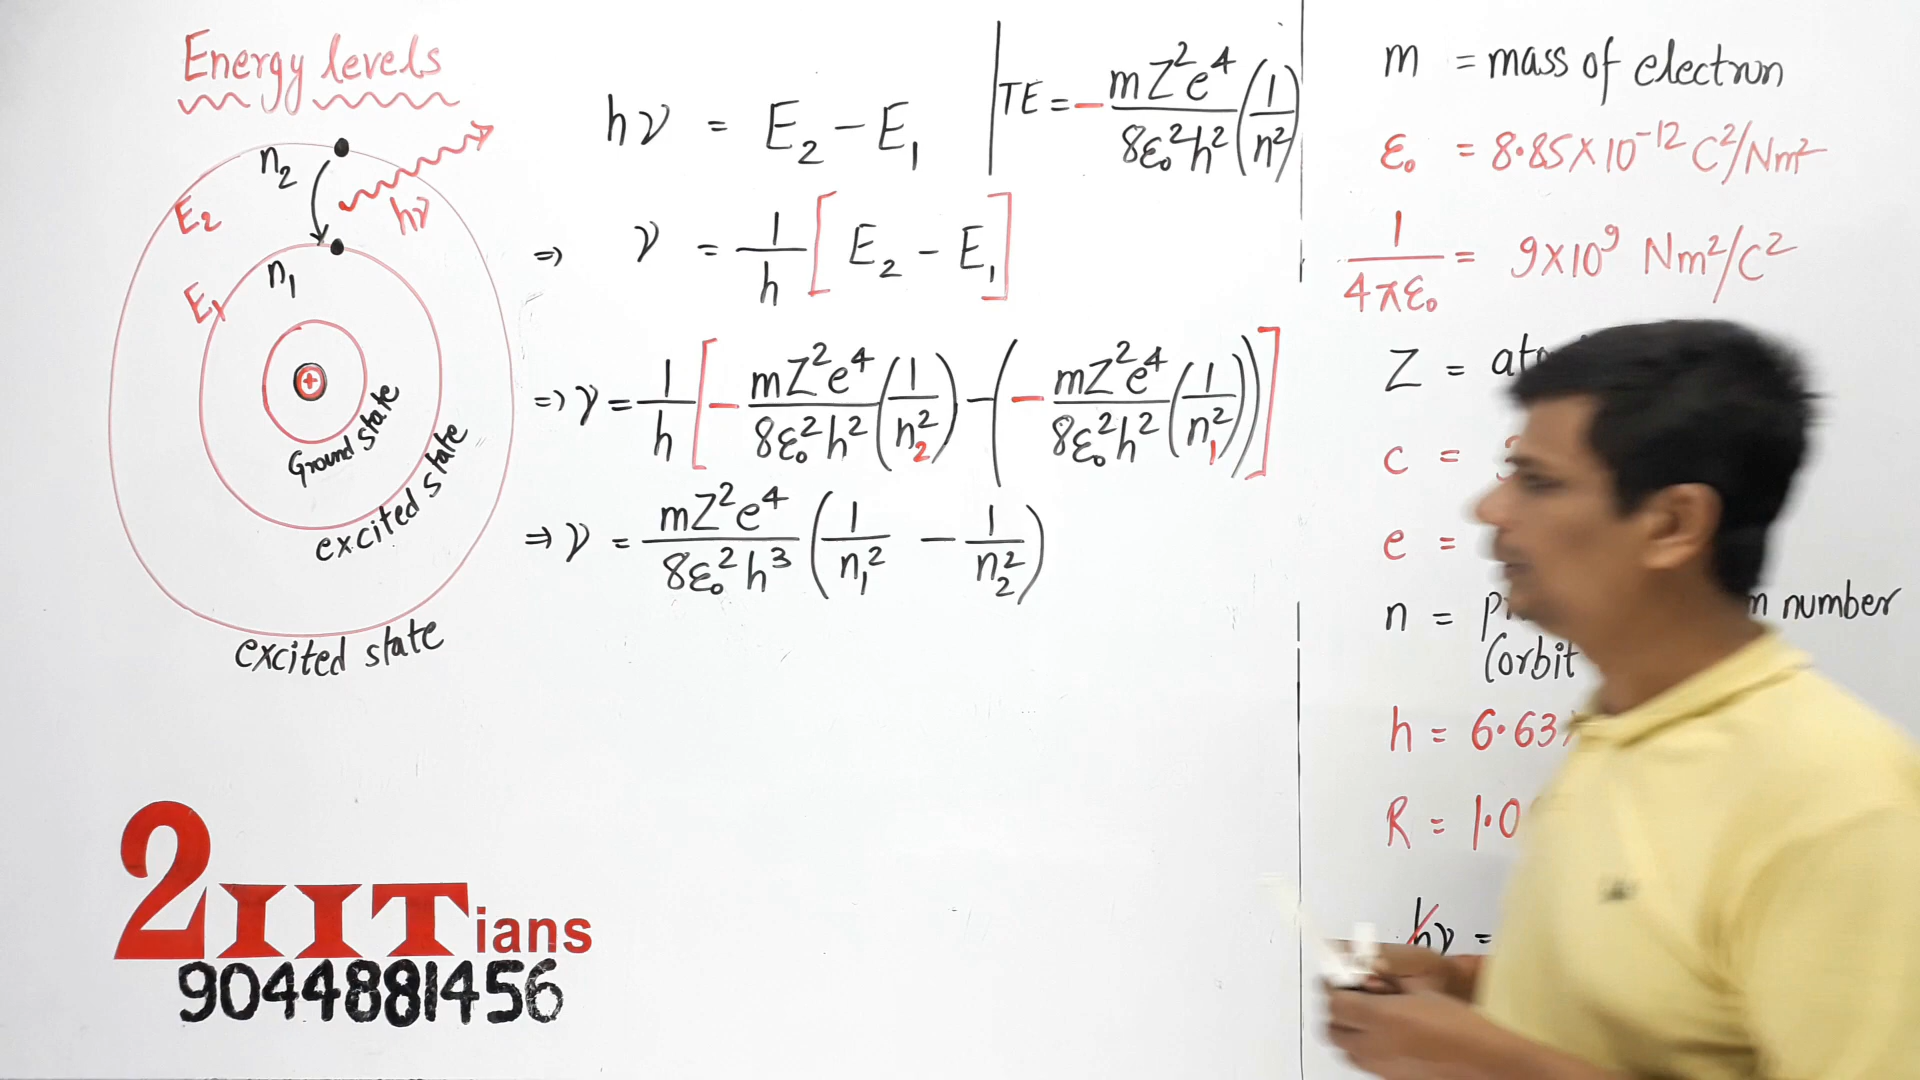 Energy levels
n₂
E₂
hν
n₁
E₁
+
Ground state
excited state
excited state
hν = E₂ − E₁
TE = − mZ²e⁴/8ε₀²h² (1/n²)
⇒ ν = 1/h [E₂ − E₁]
⇒ ν = 1/h [− mZ²e⁴/8ε₀²h² (1/n₂²) − (− mZ²e⁴/8ε₀²h² (1/n₁²))]
⇒ ν = mZ²e⁴/8ε₀²h³ (1/n₁² − 1/n₂²)
m = mass of electron
ε₀ = 8.85×10⁻¹² C²/Nm²
1/4πε₀ = 9×10⁹ Nm²/C²
Z =
c =
e =
n = number
(orbit
h = 6.63
R = 1.0
hν =
2IITians
9044881456